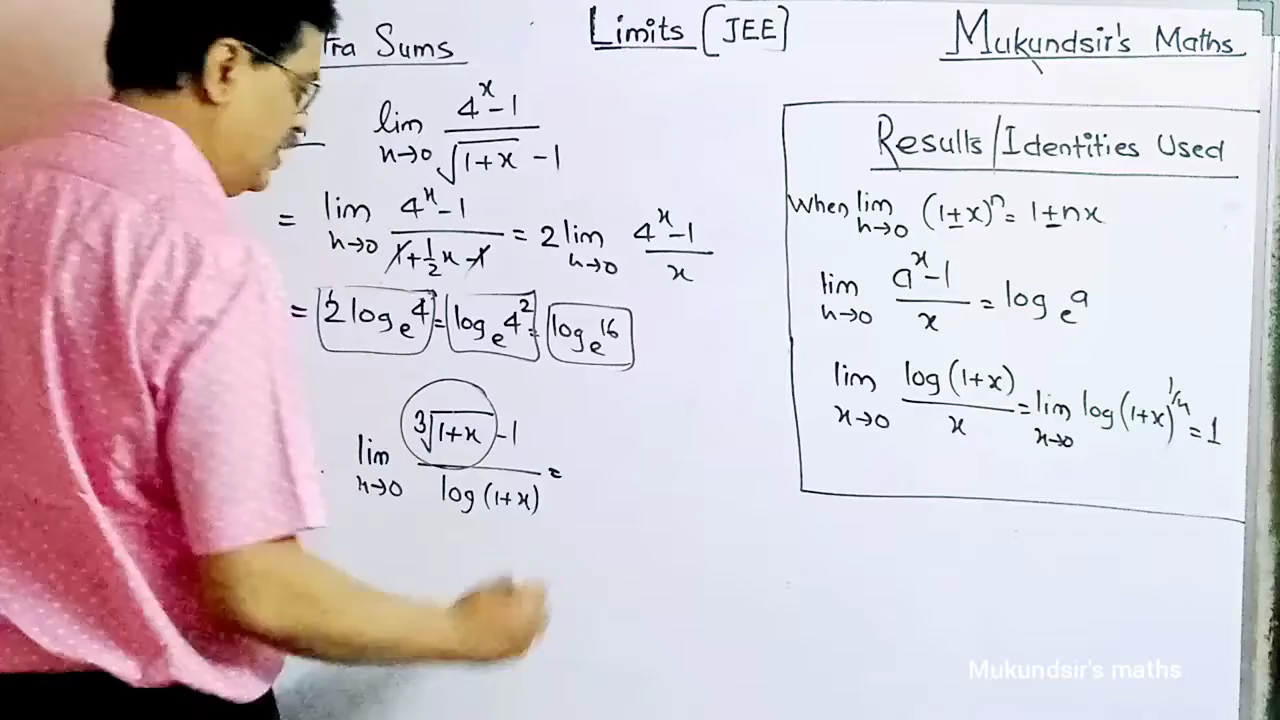 tra Sums
Limits [JEE]
Mukundsir's Maths
lim x→0 (4^x-1)/(√(1+x) -1)
= lim x→0 (4^x-1)/(1+½x-1) = 2 lim x→0 (4^x-1)/x
= 2 log_e 4 = log_e 4^2 = log_e 16
lim x→0 (∛(1+x) -1)/(log (1+x)) =
Results/Identities Used
When lim x→0 (1±x)^n = 1±nx
lim x→0 (a^x-1)/x = log_e a
lim x→0 (log (1+x))/x = lim x→0 log (1+x)^(1/x) = 1
Mukundsir's maths